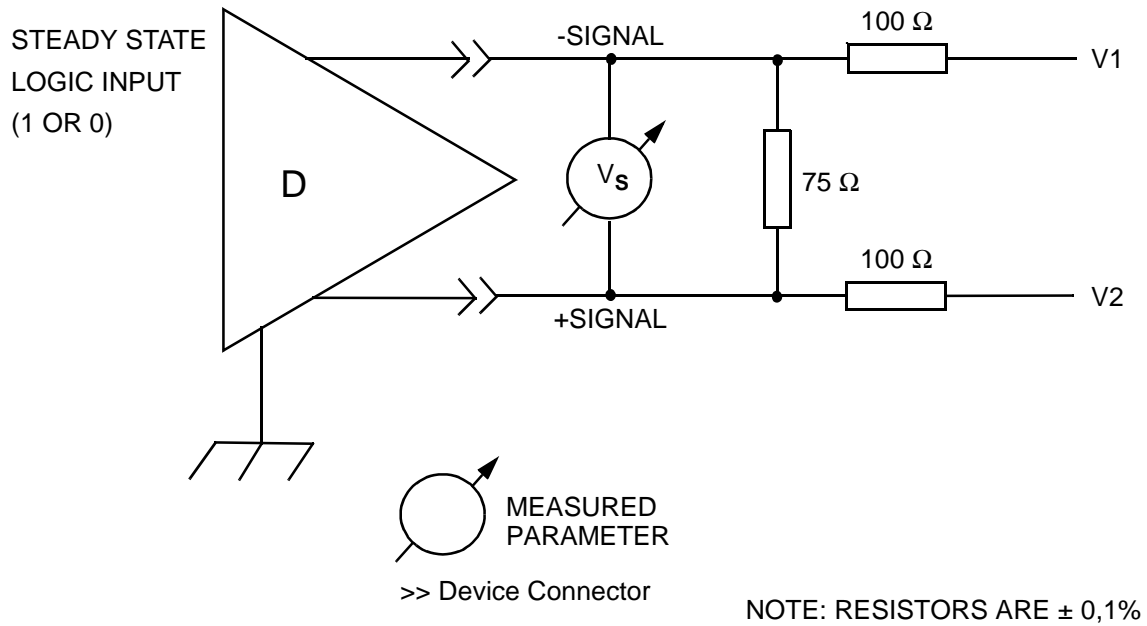 STEADY STATE
LOGIC INPUT
(1 OR 0)
D
-SIGNAL
100 Ω
V1
VS
75 Ω
100 Ω
V2
+SIGNAL
MEASURED
PARAMETER
>> Device Connector
NOTE: RESISTORS ARE ± 0,1%